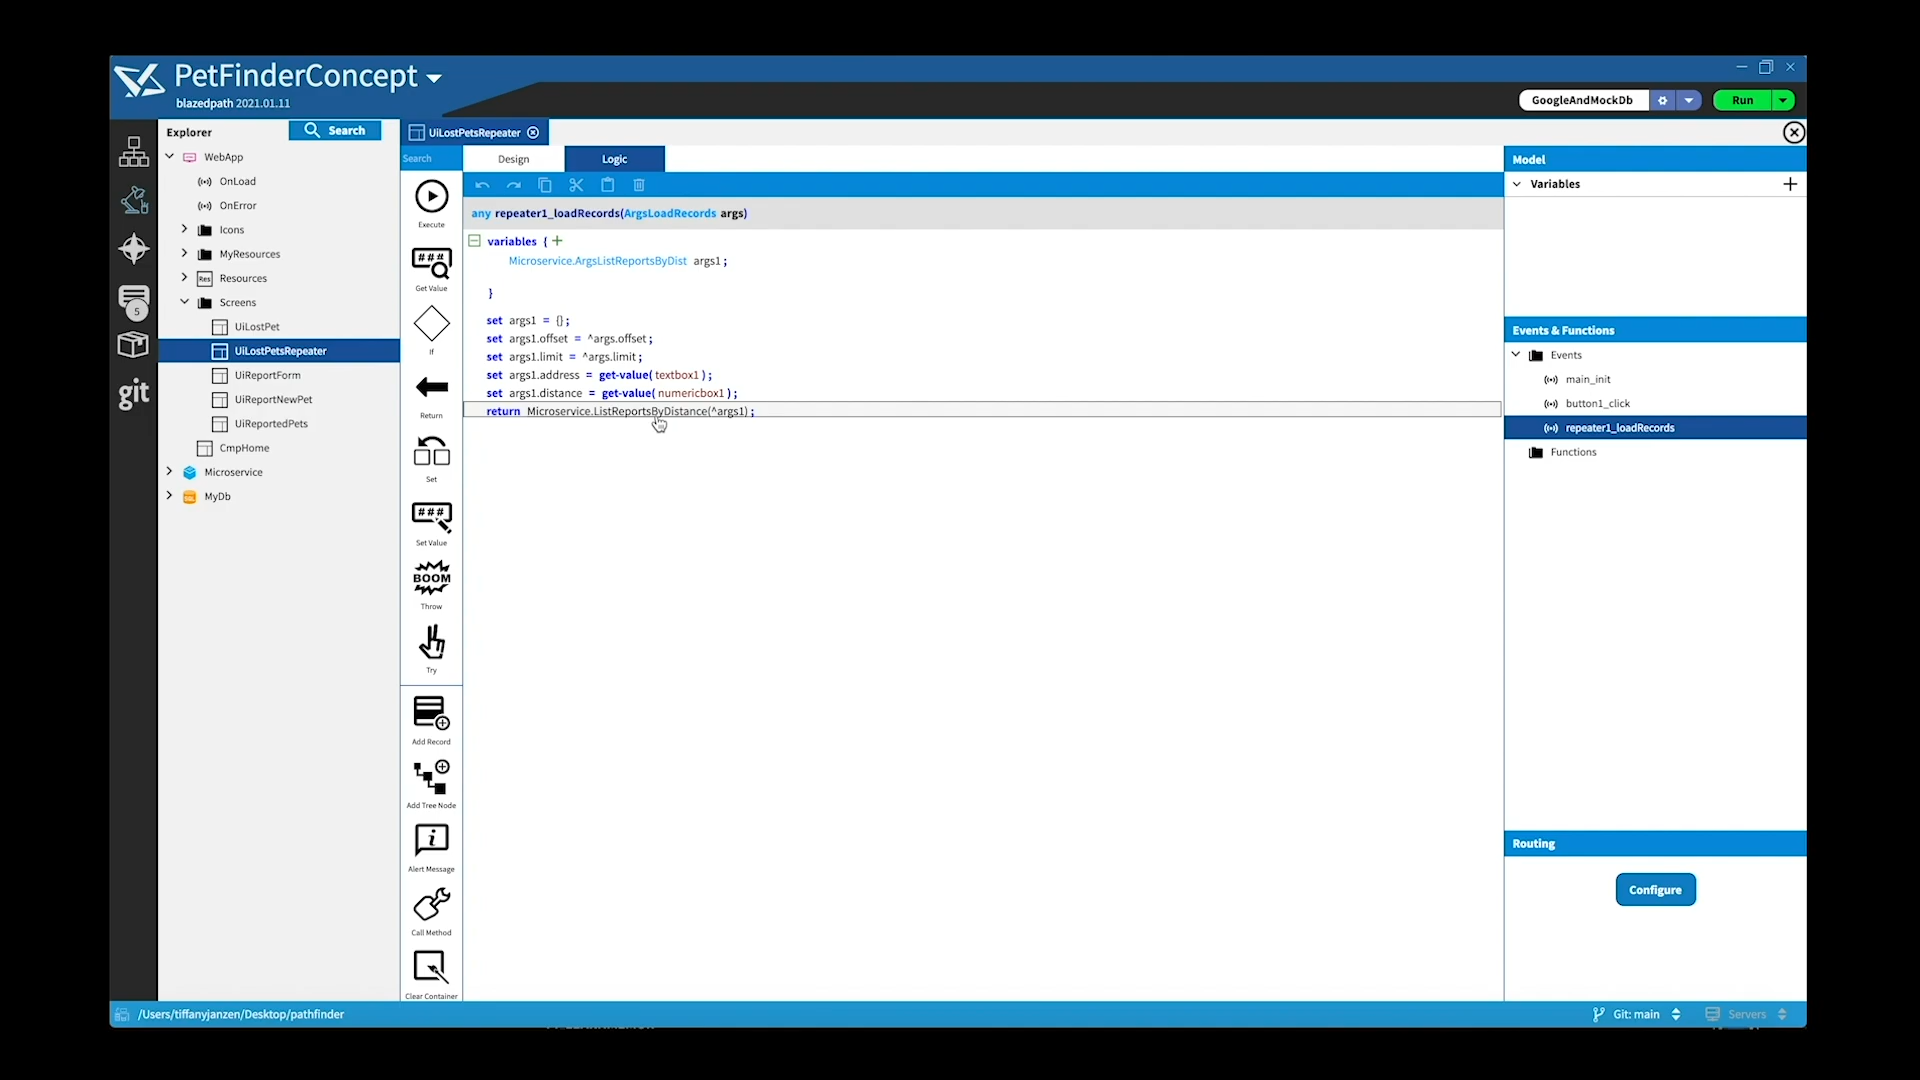 PetFinderConcept
blazedpath 2021.01.11
GoogleAndMockDb
Run
Explorer
Search
WebApp
OnLoad
OnError
Icons
MyResources
Res Resources
Screens
UiLostPet
UiLostPetsRepeater
UiReportForm
UiReportNewPet
UiReportedPets
CmpHome
Microservice
MyDb
5
git
UiLostPetsRepeater
Search
Design
Logic
Execute
###
Get Value
If
Return
Set
###
Set Value
BOOM
Throw
Try
Add Record
Add Tree Node
i
Alert Message
Call Method
Clear Container
any repeater1_loadRecords(ArgsLoadRecords args)
variables { +
Microservice.ArgsListReportsByDist args1 ;
}
set args1 = {};
set args1.offset = ^args.offset ;
set args1.limit = ^args.limit ;
set args1.address = get-value( textbox1 ) ;
set args1.distance = get-value( numericbox1 ) ;
return Microservice.ListReportsByDistance(^args1) ;
Model
Variables
Events & Functions
Events
main_init
button1_click
repeater1_loadRecords
Functions
Routing
Configure
/Users/tiffanyjanzen/Desktop/pathfinder
Git: main
Servers